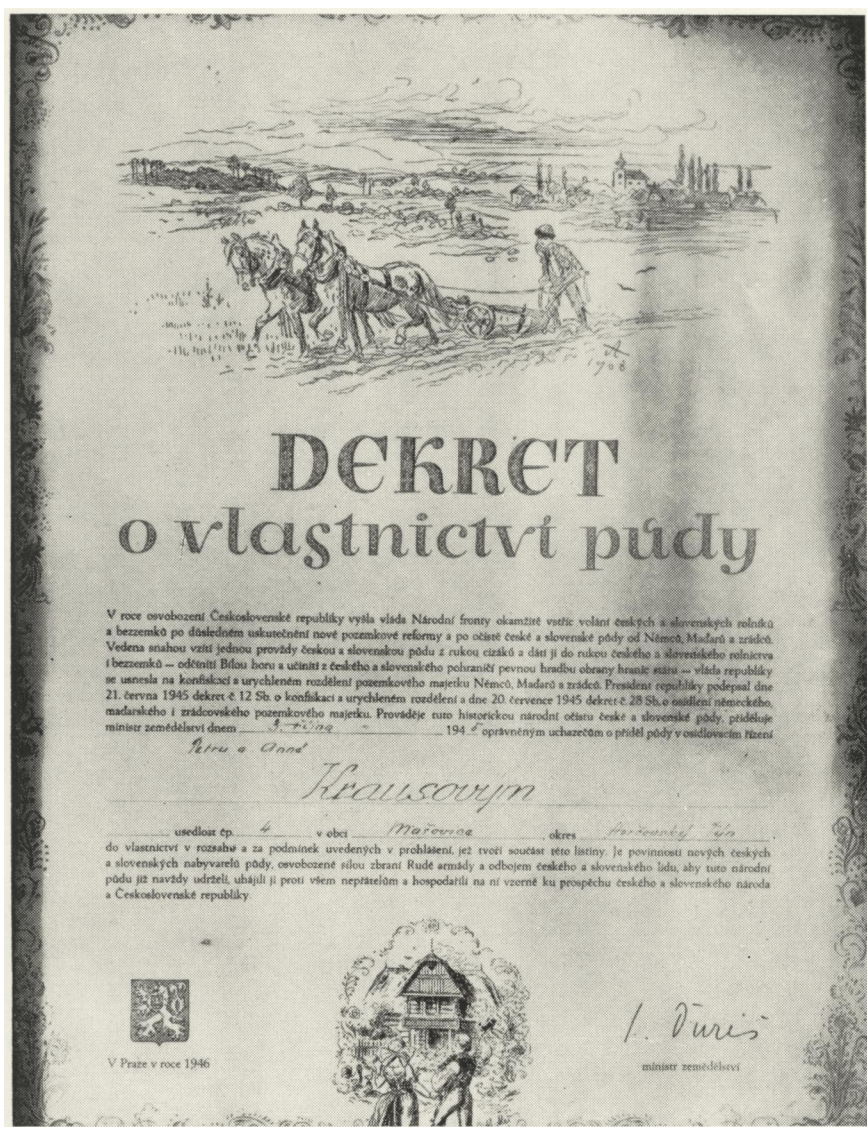 1908
DEKRET
o vlastnictví půdy
V roce osvobození Československé republiky vyšla vláda Národní fronty okamžitě vstříc volání českých a slovenských rolníků
a bezzemků po důsledném uskutečnění nové pozemkové reformy a po očistě české a slovenské půdy od Němců, Maďarů a zrádců.
Vedena snahou vzíti jednou provždy českou a slovenskou půdu z rukou cizáků a dáti ji do rukou českého a slovenského rolnictva
i bezzemků — odčiniti Bílou horu a učiniti z českého a slovenského pohraničí pevnou hradbu obrany hranic státu — vláda republiky
se usnesla na konfiskaci a urychleném rozdělení pozemkového majetku Němců, Maďarů a zrádců. President republiky podepsal dne
21. června 1945 dekret č. 12 Sb. o konfiskaci a urychleném rozdělení a dne 20. července 1945 dekret č. 28 Sb. o osídlení německého,
maďarského i zrádcovského pozemkového majetku. Prováděje tuto historickou národní očistu české a slovenské půdy, přiděluje
ministr zemědělství dnem 3. října 194 oprávněným uchazečům o příděl půdy v osidlovacím řízení
Petru a Anně
Krausovým
usedlost čp. 4 v obci Mařovina okres Horšovský Týn
do vlastnictví v rozsahu a za podmínek uvedených v prohlášení, jež tvoří součást této listiny. Je povinností nových českých
a slovenských nabyvatelů půdy, osvobozené silou zbraní Rudé armády a odbojem českého a slovenského lidu, aby tuto národní
půdu již navždy udrželi, uhájili ji proti všem nepřátelům a hospodařili na ní vzorně ku prospěchu českého a slovenského národa
a Československé republiky.
V Praze v roce 1946
J. Ďuriš
ministr zemědělství